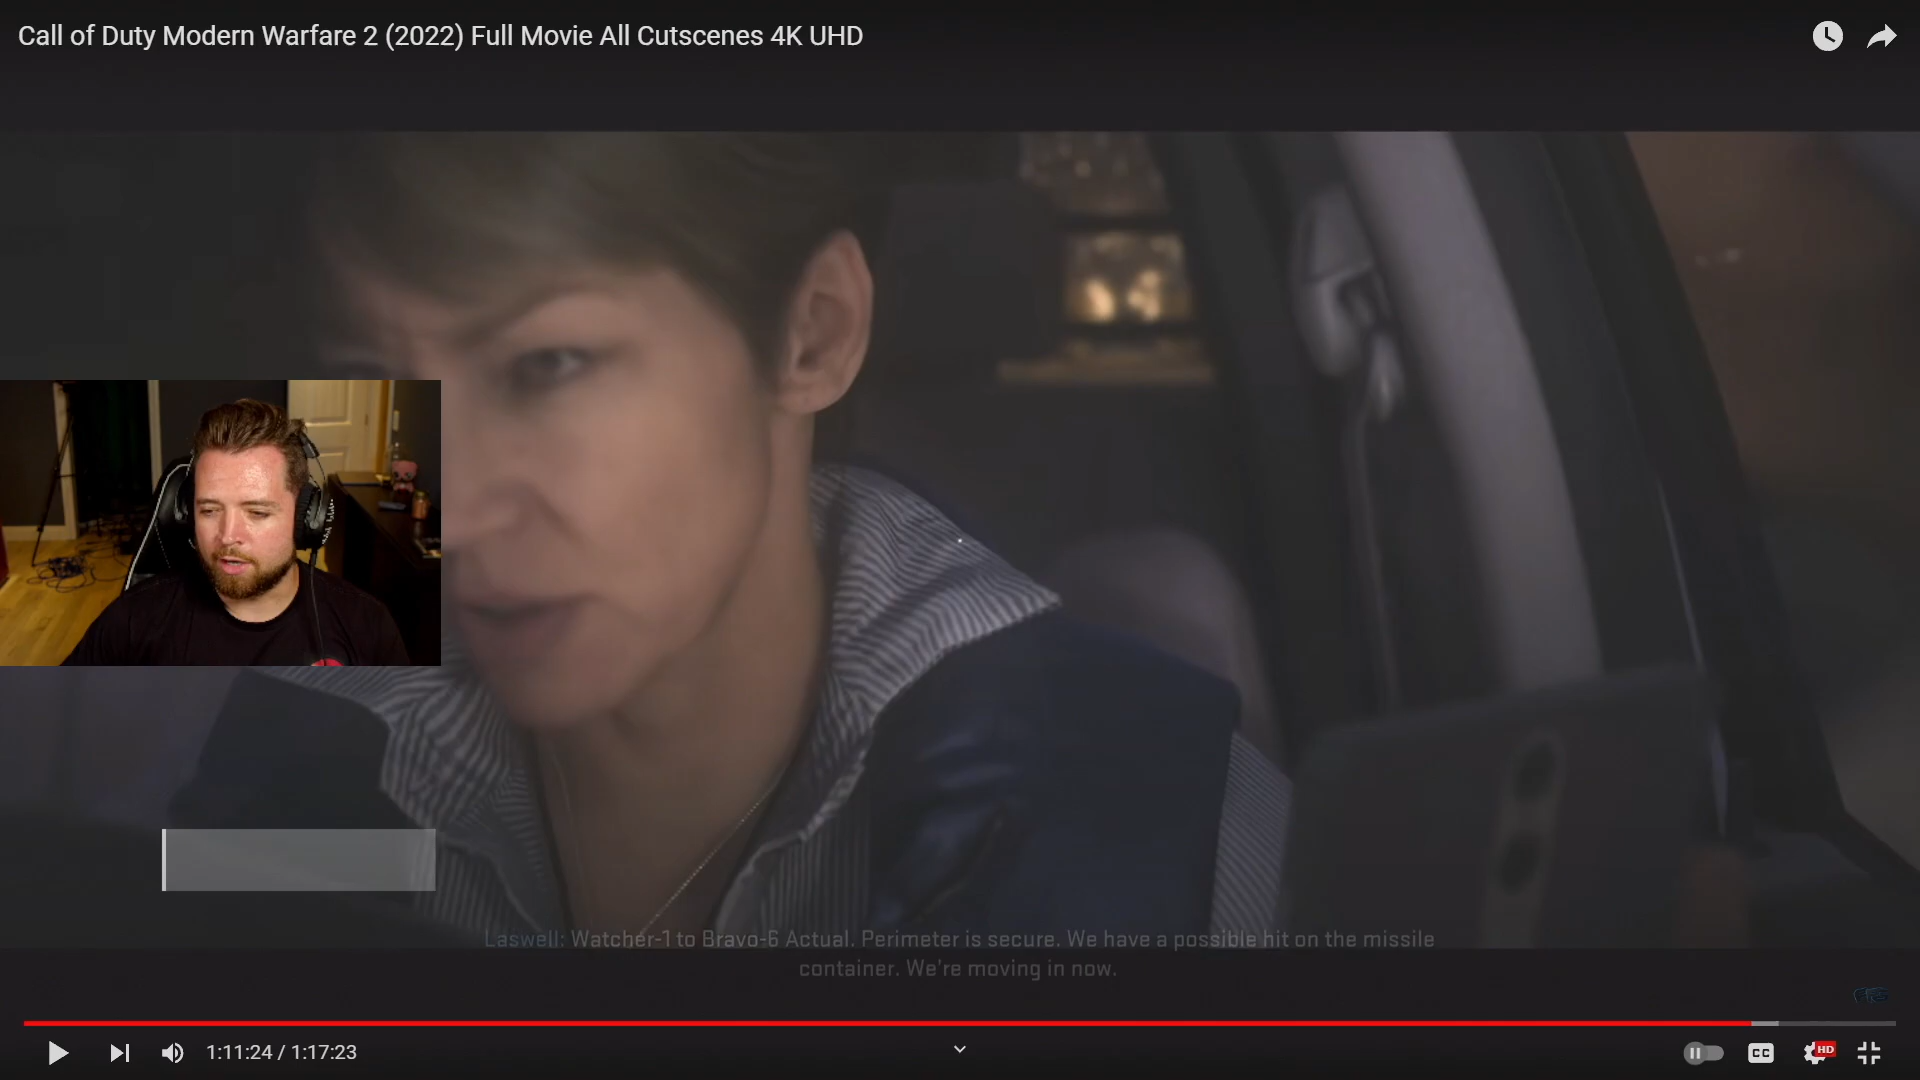 Call of Duty Modern Warfare 2 (2022) Full Movie All Cutscenes 4K UHD
Laswell: Watcher-1 to Bravo-6 Actual. Perimeter is secure. We have a possible hit on the missile
container. We're moving in now.
1:11:24 / 1:17:23
CC
HD